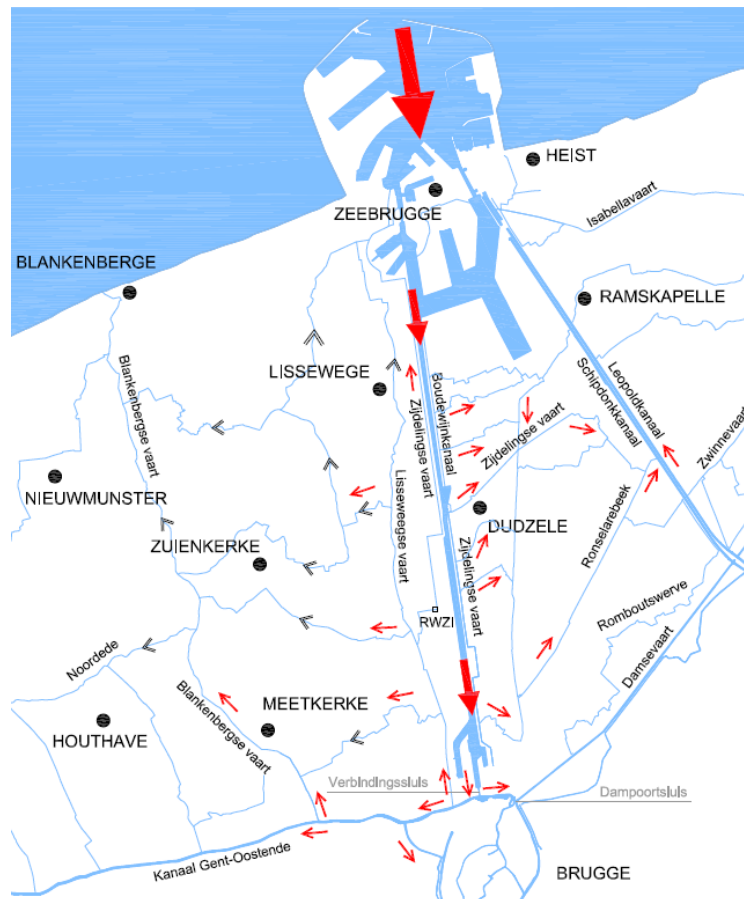 HEIST
ZEEBRUGGE
Isabellavaart
BLANKENBERGE
RAMSKAPELLE
Blankenbergse vaart
LISSEWEGE
Zijdelingse vaart
Boudewijnkanaal
Leopoldkanaal
Schipdonkkanaal
Zijdelingse vaart
Zwinnevaart
NIEUWMUNSTER
Lisseweegse vaart
DUDZELE
Ronselarebeek
ZUIENKERKE
Zijdelingse vaart
RWZI
Romboutswerve
Damsevaart
Noordede
MEETKERKE
HOUTHAVE
Blankenbergse vaart
Verbindingssluis
Dampoortsluis
Kanaal Gent-Oostende
BRUGGE